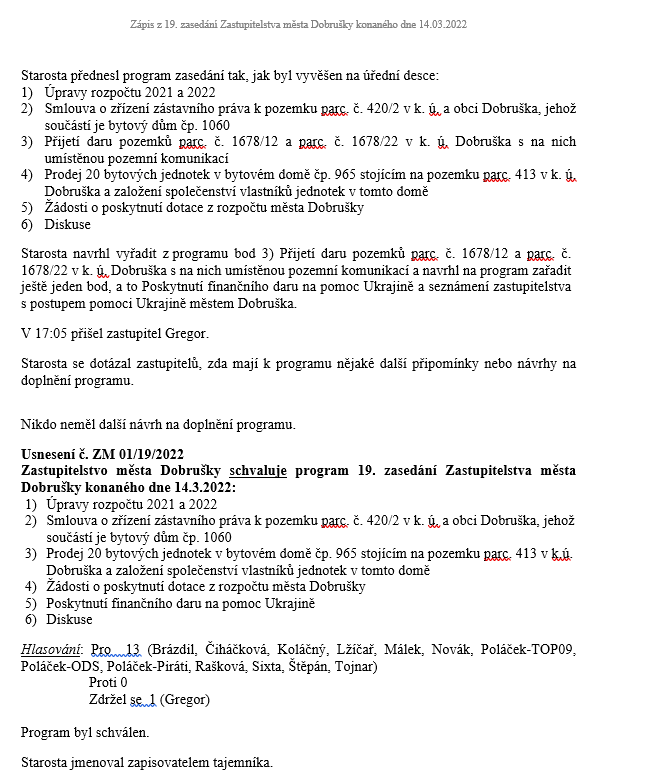 Zápis z 19. zasedání Zastupitelstva města Dobrušky konaného dne 14.03.2022
Starosta přednesl program zasedání tak, jak byl vyvěšen na úřední desce:
1) Úpravy rozpočtu 2021 a 2022
2) Smlouva o zřízení zástavního práva k pozemku parc. č. 420/2 v k. ú. a obci Dobruška, jehož
součástí je bytový dům čp. 1060
3) Přijetí daru pozemků parc. č. 1678/12 a parc. č. 1678/22 v k. ú. Dobruška s na nich
umístěnou pozemní komunikací
4) Prodej 20 bytových jednotek v bytovém domě čp. 965 stojícím na pozemku parc. 413 v k. ú.
Dobruška a založení společenství vlastníků jednotek v tomto domě
5) Žádosti o poskytnutí dotace z rozpočtu města Dobrušky
6) Diskuse
Starosta navrhl vyřadit z programu bod 3) Přijetí daru pozemků parc. č. 1678/12 a parc. č.
1678/22 v k. ú. Dobruška s na nich umístěnou pozemní komunikací a navrhl na program zařadit
ještě jeden bod, a to Poskytnutí finančního daru na pomoc Ukrajině a seznámení zastupitelstva
s postupem pomoci Ukrajině městem Dobruška.
V 17:05 přišel zastupitel Gregor.
Starosta se dotázal zastupitelů, zda mají k programu nějaké další připomínky nebo návrhy na
doplnění programu.
Nikdo neměl další návrh na doplnění programu.
Usnesení č. ZM 01/19/2022
Zastupitelstvo města Dobrušky schvaluje program 19. zasedání Zastupitelstva města
Dobrušky konaného dne 14.3.2022:
1) Úpravy rozpočtu 2021 a 2022
2) Smlouva o zřízení zástavního práva k pozemku parc. č. 420/2 v k. ú. a obci Dobruška, jehož
součástí je bytový dům čp. 1060
3) Prodej 20 bytových jednotek v bytovém domě čp. 965 stojícím na pozemku parc. 413 v k.ú.
Dobruška a založení společenství vlastníků jednotek v tomto domě
4) Žádosti o poskytnutí dotace z rozpočtu města Dobrušky
5) Poskytnutí finančního daru na pomoc Ukrajině
6) Diskuse
Hlasování: Pro 13 (Brázdil, Čiháčková, Koláčný, Lžíčař, Málek, Novák, Poláček-TOP09,
Poláček-ODS, Poláček-Piráti, Rašková, Sixta, Štěpán, Tojnar)
Proti 0
Zdržel se 1 (Gregor)
Program byl schválen.
Starosta jmenoval zapisovatelem tajemníka.